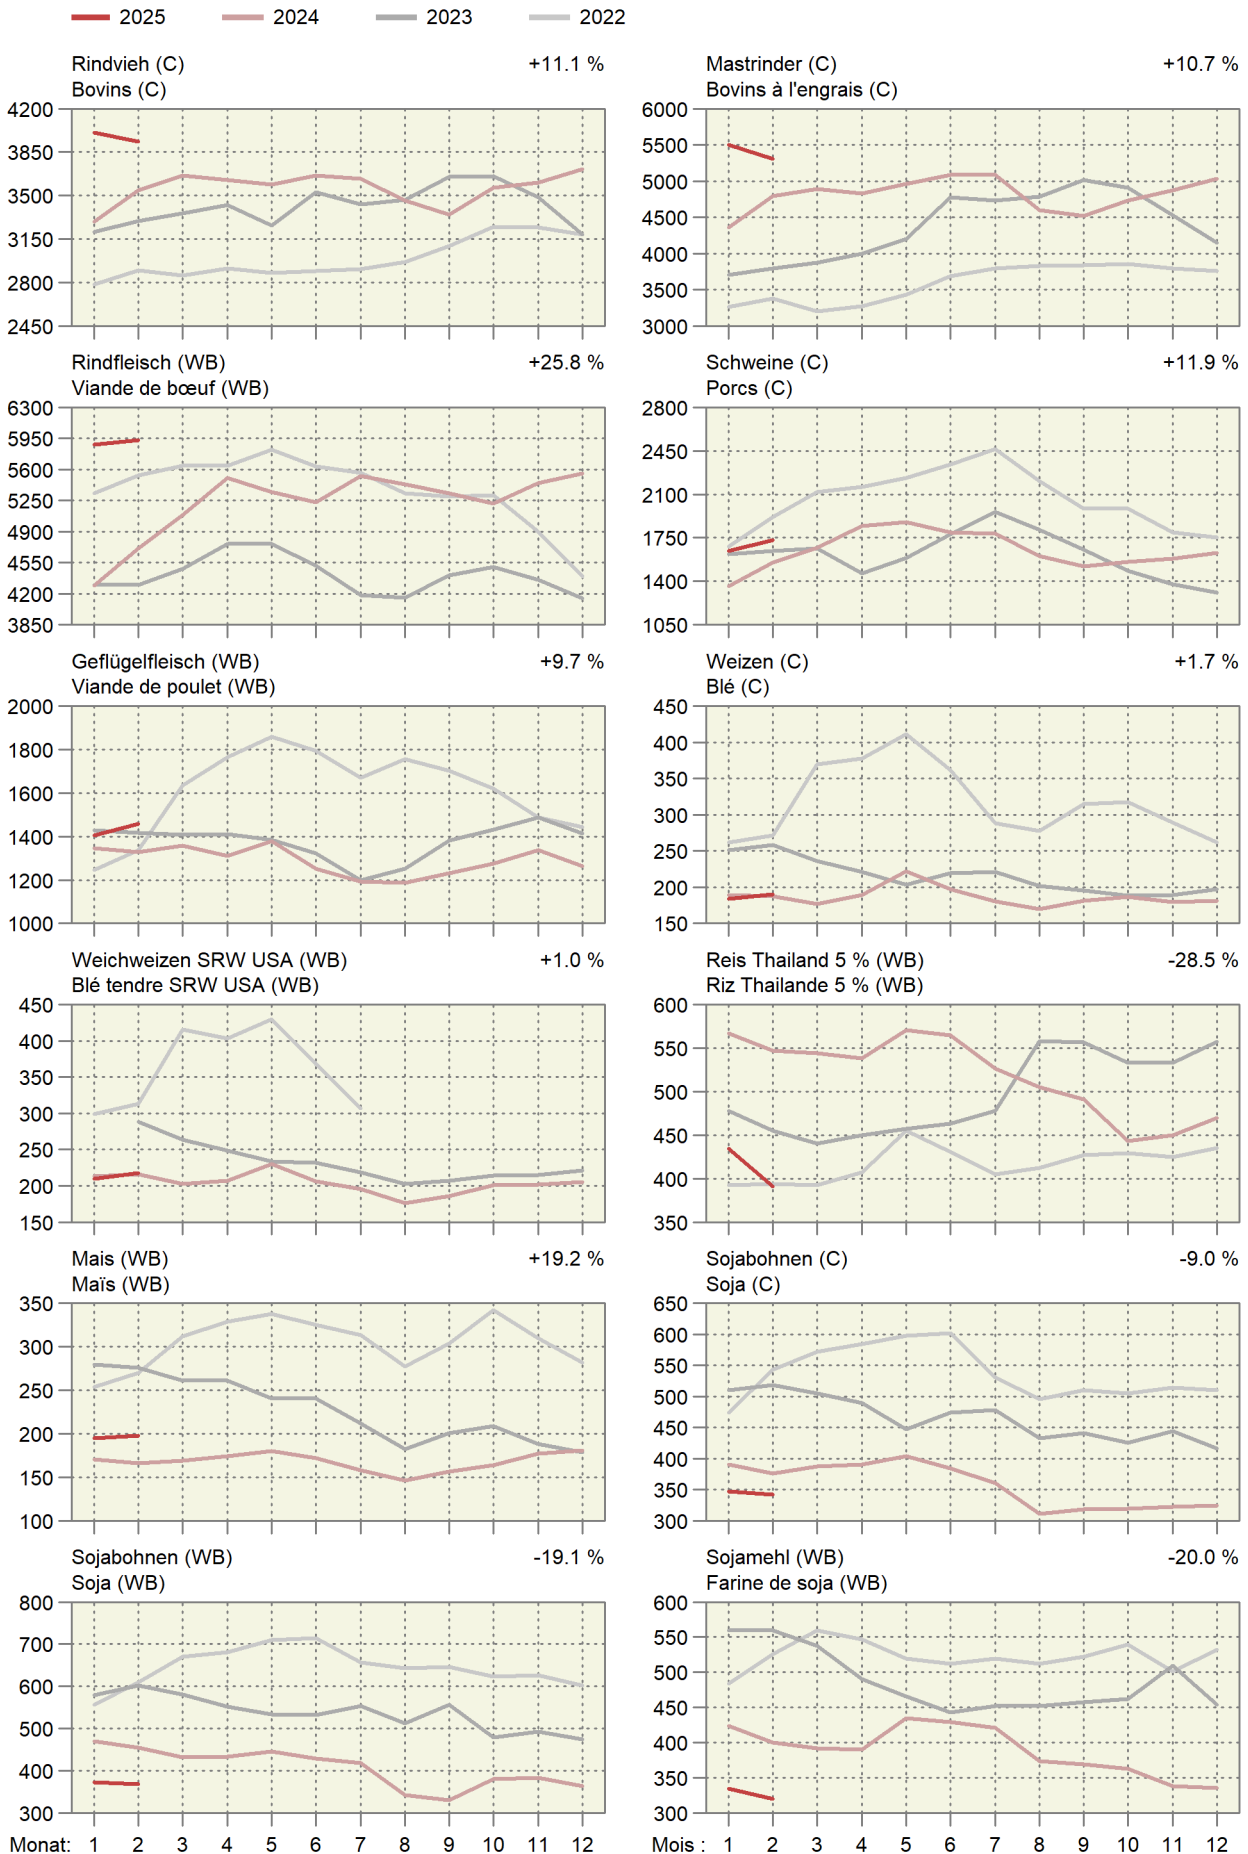 2025 2024 2023 2022
Rindvieh (C) +11.1 %
Bovins (C)
4200
3850
3500
3150
2800
2450
Mastrinder (C) +10.7 %
Bovins à l'engrais (C)
6000
5500
5000
4500
4000
3500
3000
Rindfleisch (WB) +25.8 %
Viande de bœuf (WB)
6300
5950
5600
5250
4900
4550
4200
3850
Schweine (C) +11.9 %
Porcs (C)
2800
2450
2100
1750
1400
1050
Geflügelfleisch (WB) +9.7 %
Viande de poulet (WB)
2000
1800
1600
1400
1200
1000
Weizen (C) +1.7 %
Blé (C)
450
400
350
300
250
200
150
Weichweizen SRW USA (WB) +1.0 %
Blé tendre SRW USA (WB)
450
400
350
300
250
200
150
Reis Thailand 5 % (WB) -28.5 %
Riz Thailande 5 % (WB)
600
550
500
450
400
350
Mais (WB) +19.2 %
Maïs (WB)
350
300
250
200
150
100
Sojabohnen (C) -9.0 %
Soja (C)
650
600
550
500
450
400
350
300
Sojabohnen (WB) -19.1 %
Soja (WB)
800
700
600
500
400
300
Monat: 1 2 3 4 5 6 7 8 9 10 11 12
Sojamehl (WB) -20.0 %
Farine de soja (WB)
600
550
500
450
400
350
300
Mois : 1 2 3 4 5 6 7 8 9 10 11 12